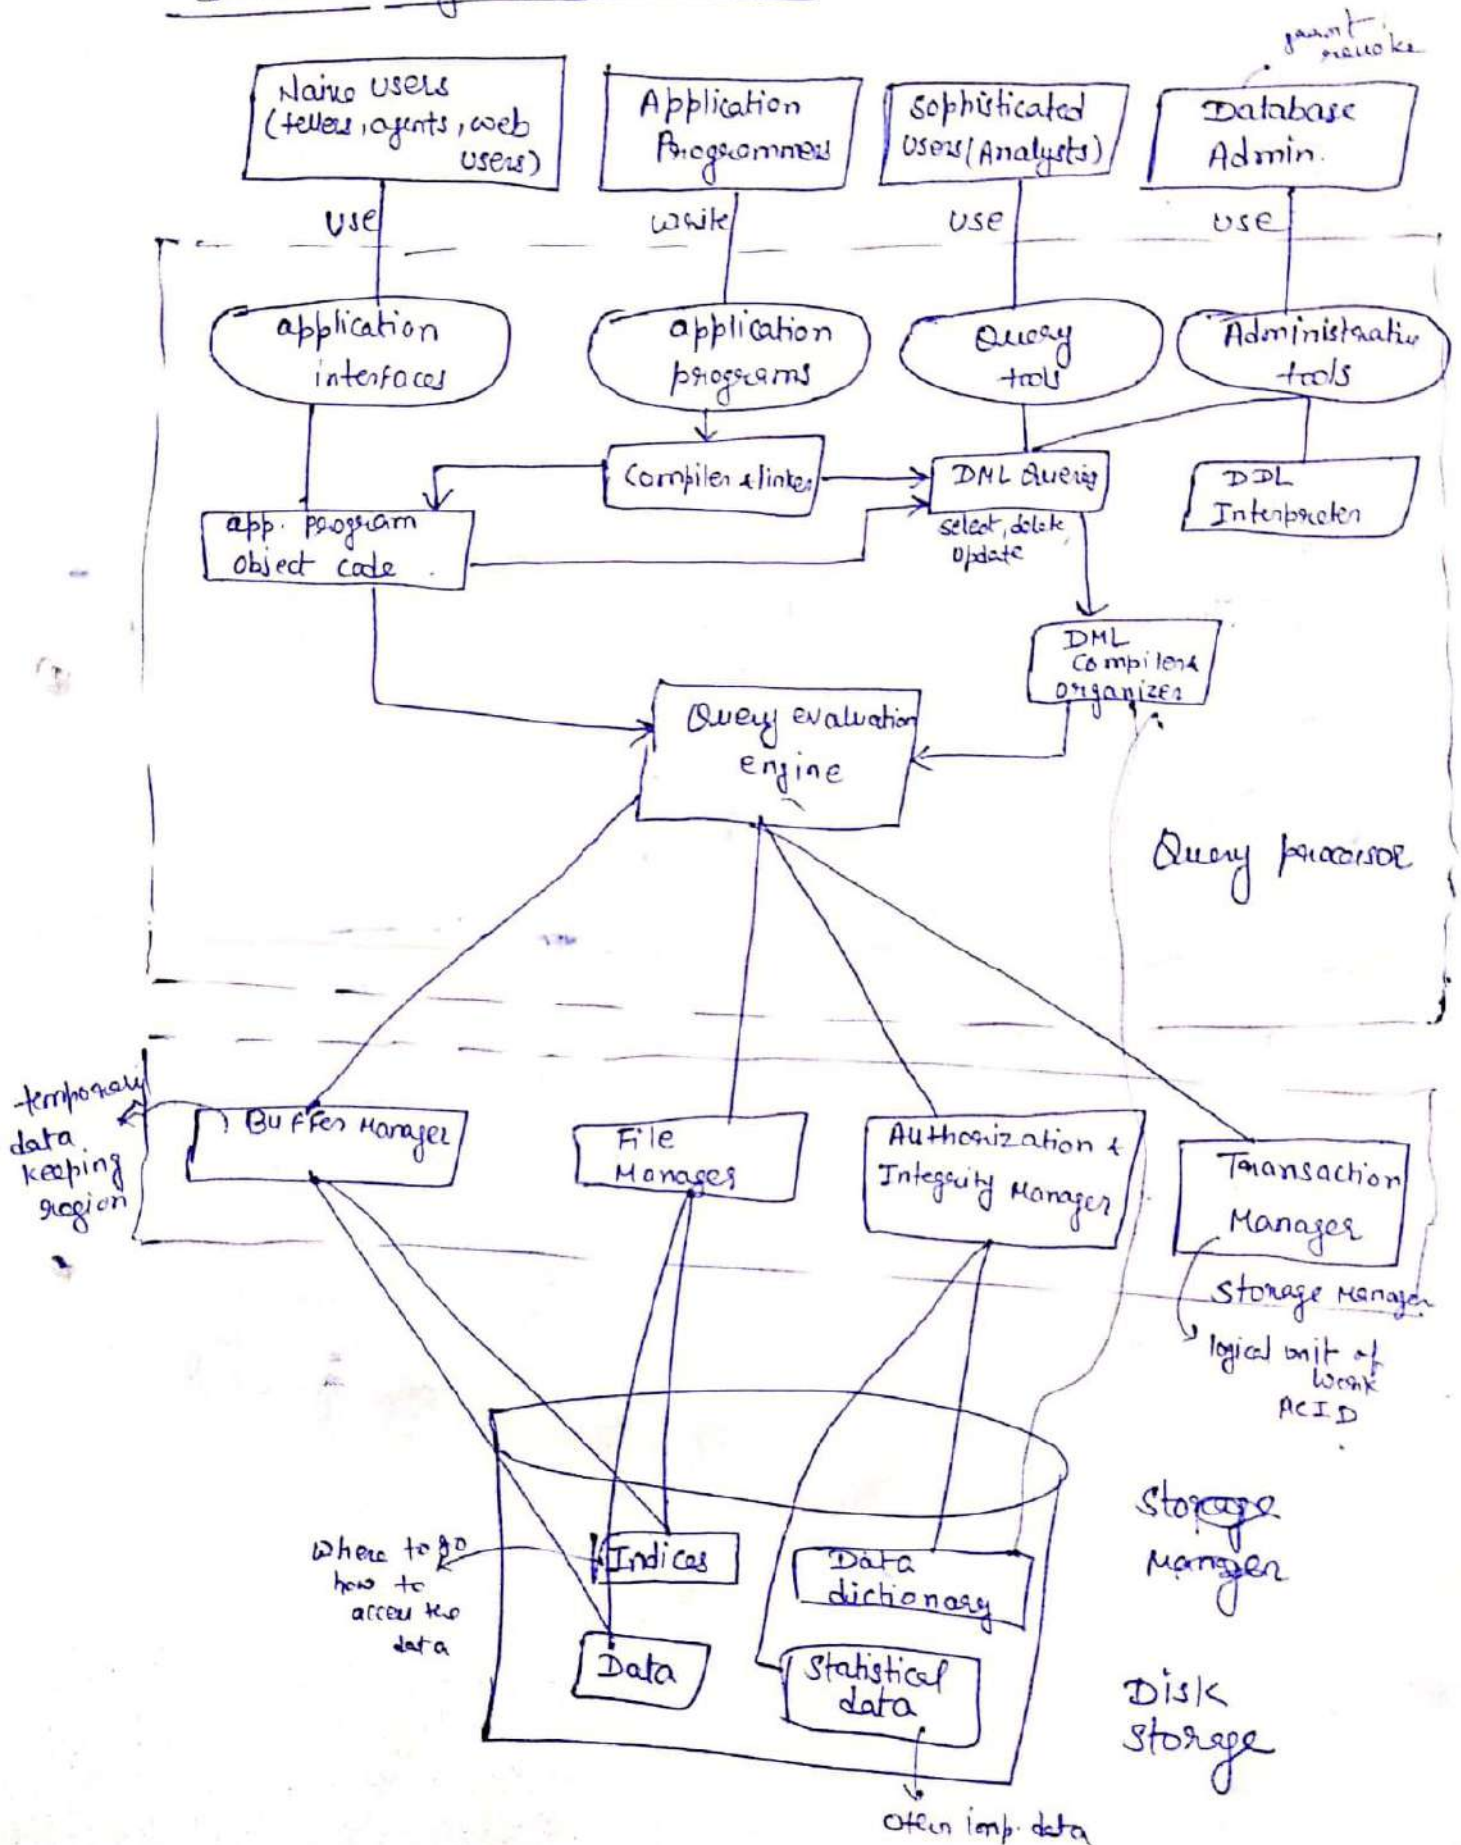 grant
revoke
Naive users
(tellers, agents, web
users)
Application
Programmers
Sophisticated
users (Analysts)
Database
Admin.
use
write
use
use
application
interfaces
application
programs
Query
tools
Administrative
tools
Compiler & linker
DML Queries
select, delete,
update
DDL
Interpreter
app. program
object code
DML
Compiler &
organizer
Query evaluation
engine
Query processor
temporary
data
keeping
region
Buffer Manager
File
Manager
Authorization &
Integrity Manager
Transaction
Manager
Storage Manager
logical unit of
work
ACID
Where to go
how to
access the
data
Indices
Data
dictionary
Data
Statistical
data
Storage
Manger
Disk
Storage
imp. data